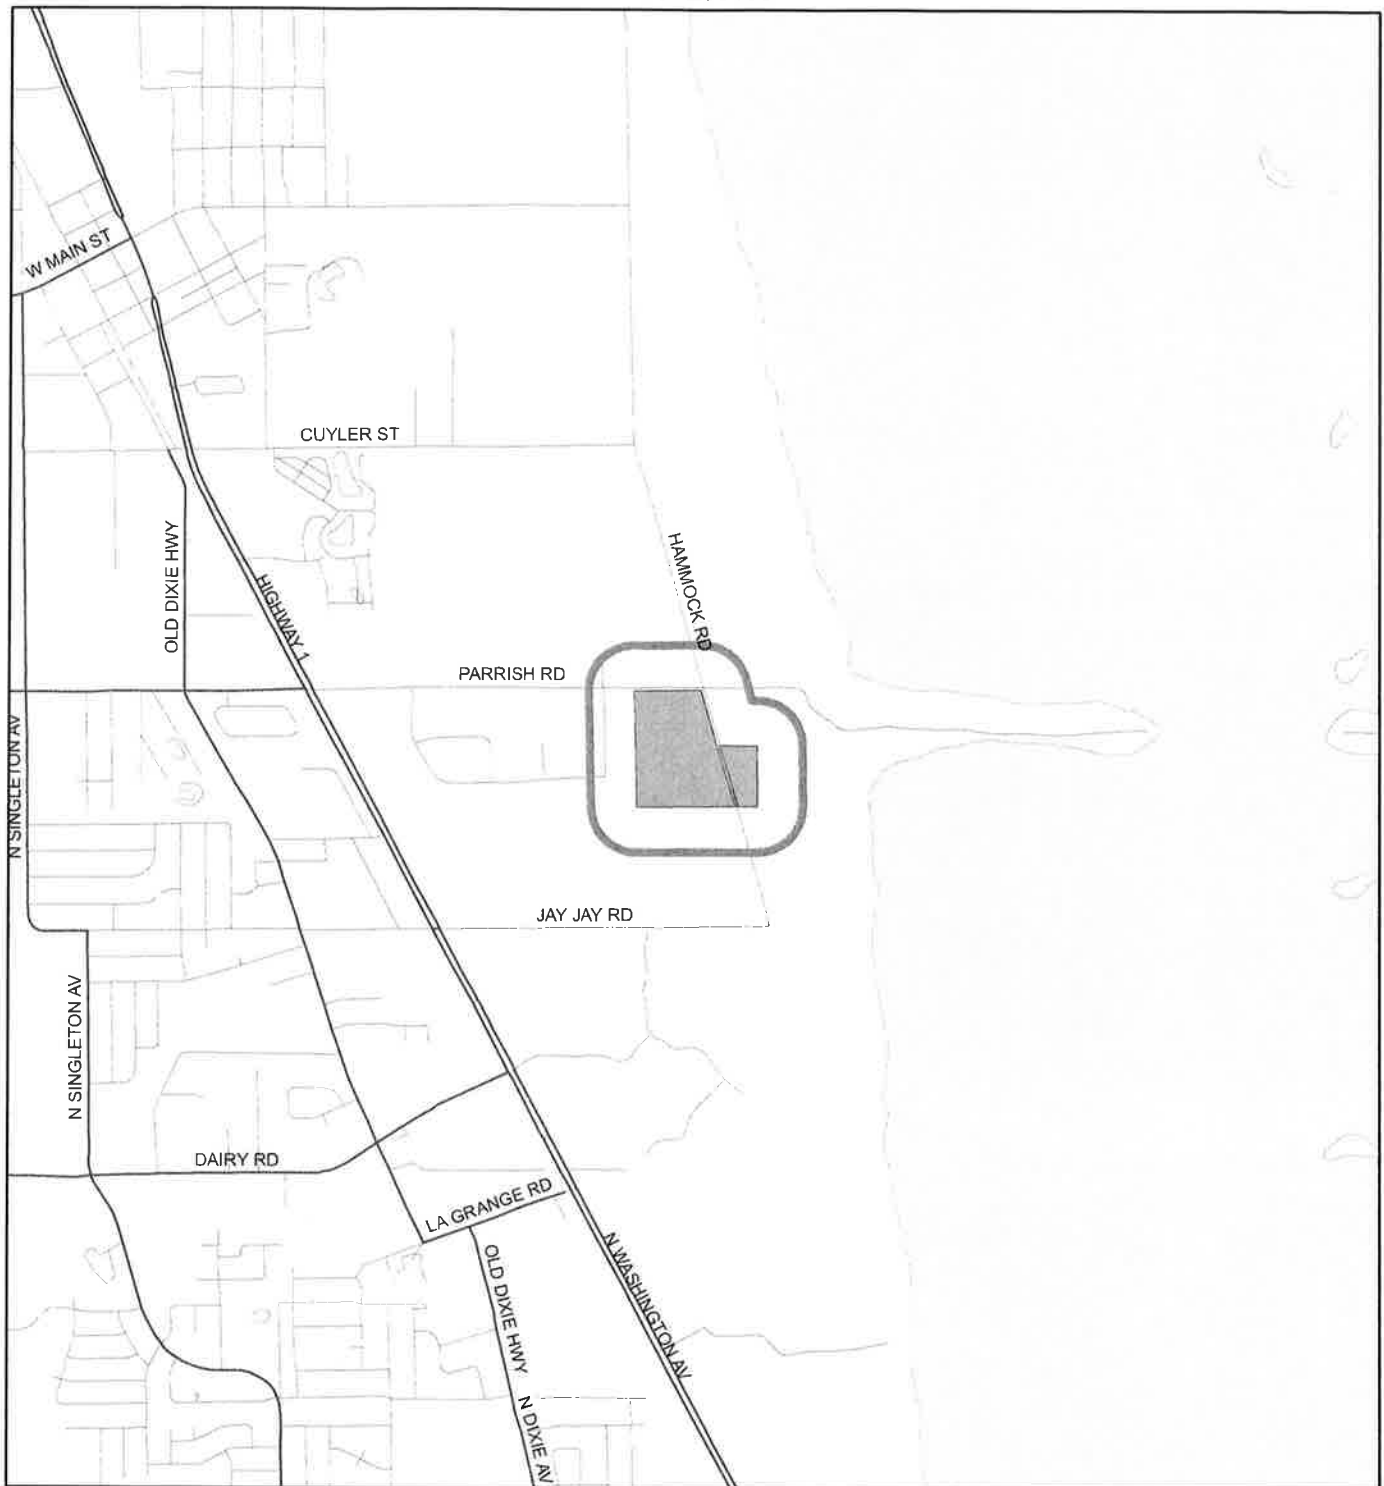 W MAIN ST
CUYLER ST
OLD DIXIE HWY
HIGHWAY 1
HAMMOCK RD
PARRISH RD
N SINGLETON AV
JAY JAY RD
N SINGLETON AV
DAIRY RD
LA GRANGE RD
OLD DIXIE HWY
N WASHINGTON AV
N DIXIE AV